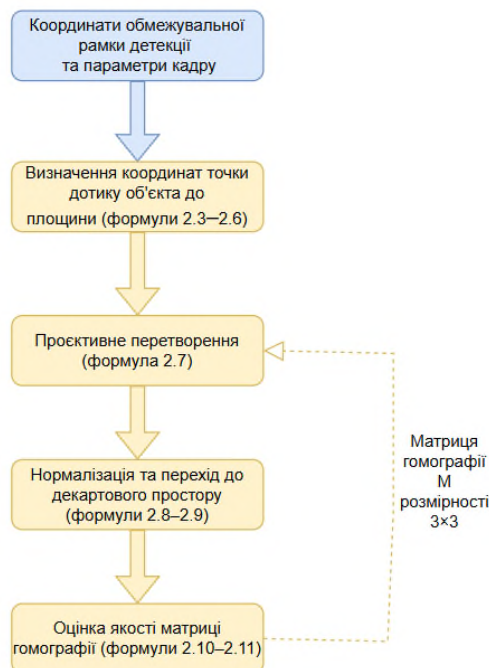 Координати обмежувальної
рамки детекції
та параметри кадру
Визначення координат точки
дотику об'єкта до
площини (формули 2.3—2.6)
Проєктивне перетворення
(формула 2.7)
Нормалізація та перехід до
декартового простору
(формули 2.8–2.9)
Оцінка якості матриці
гомографії (формули 2.10–2.11)
Матриця
гомографії
М
розмірності
3×3